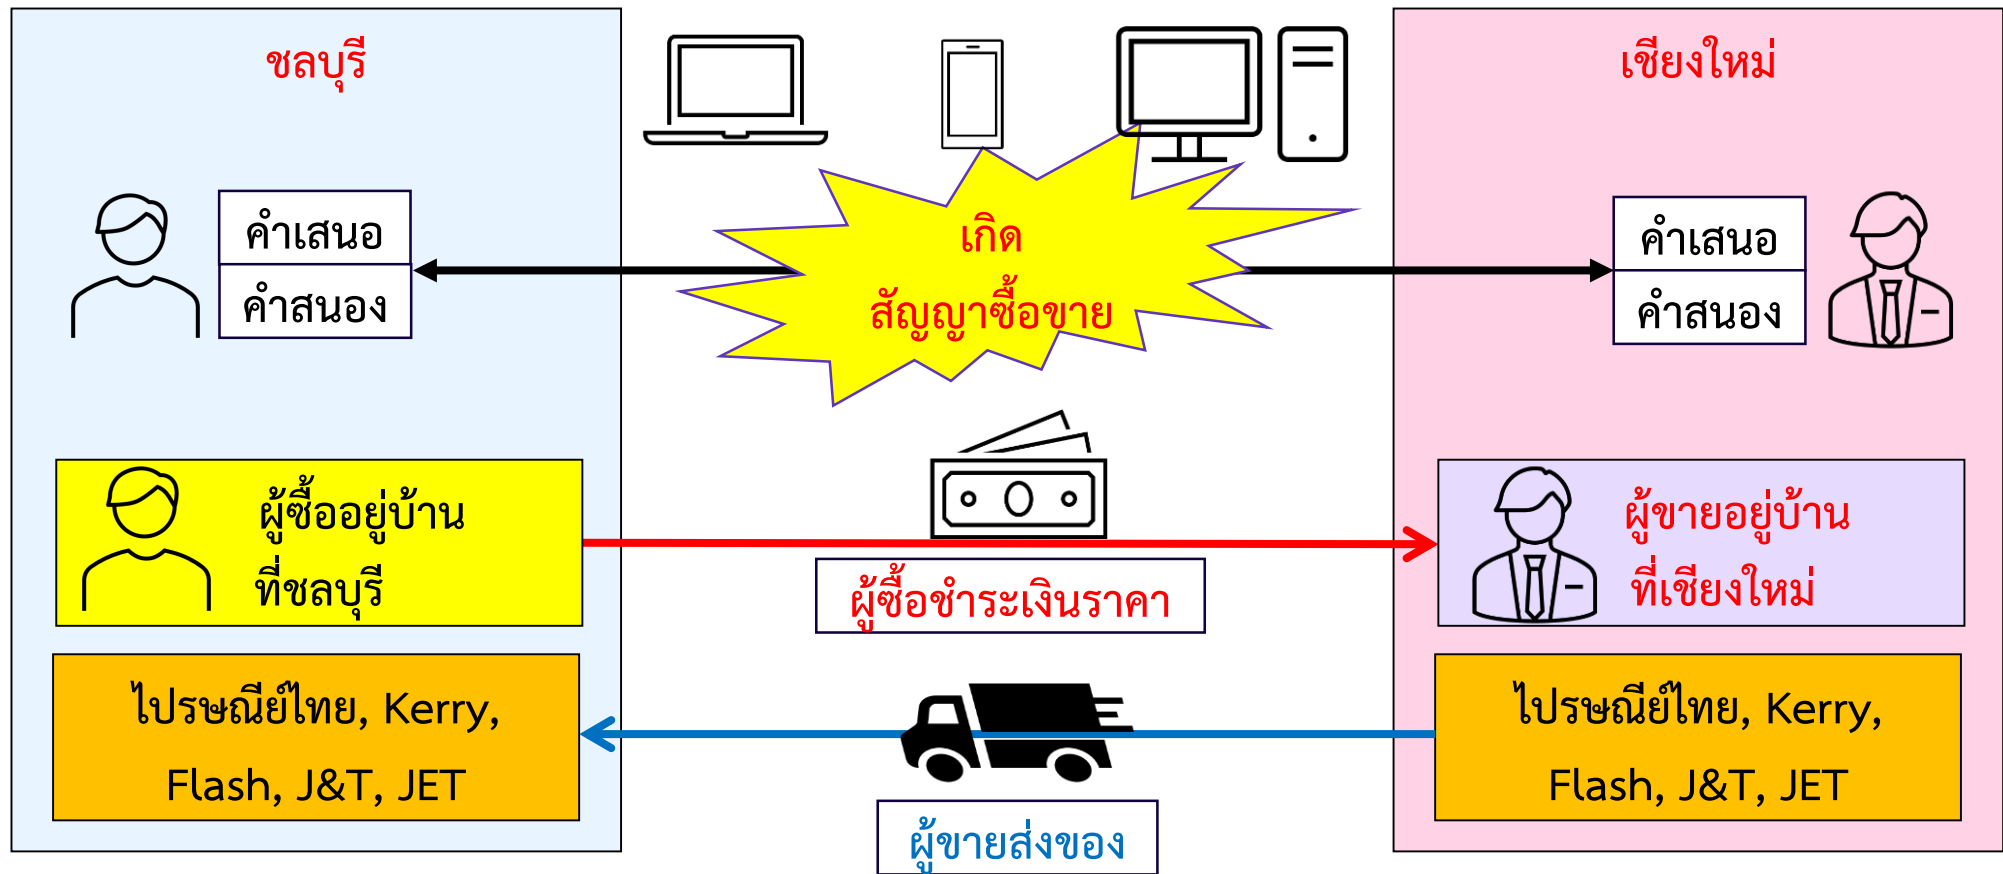 ชลบุรี
เชียงใหม่
คำเสนอ
คำสนอง
เกิด
สัญญาซื้อขาย
คำเสนอ
คำสนอง
ผู้ซื้ออยู่บ้าน
ที่ชลบุรี
ผู้ซื้อชำระเงินราคา
ผู้ขายอยู่บ้าน
ที่เชียงใหม่
ไปรษณีย์ไทย, Kerry,
Flash, J&T, JET
ผู้ขายส่งของ
ไปรษณีย์ไทย, Kerry,
Flash, J&T, JET